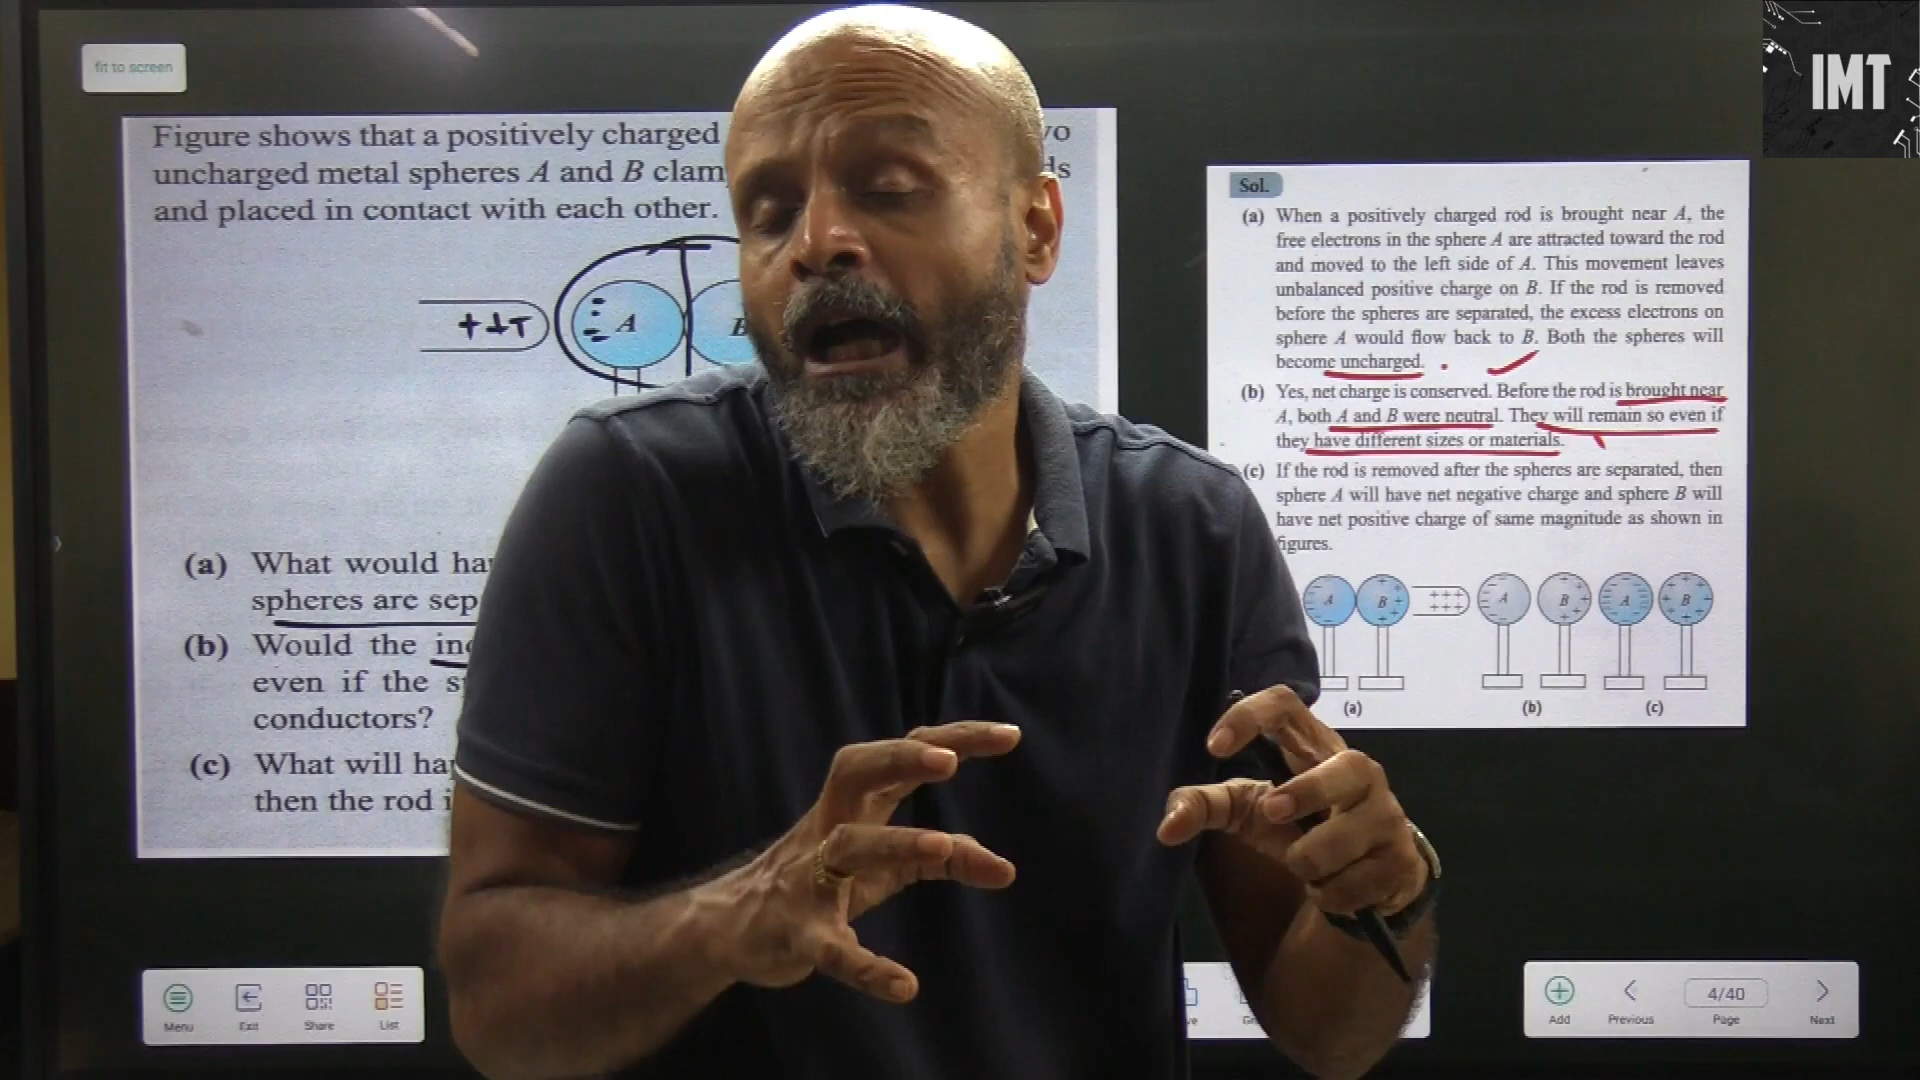 fit to screen
IMT
Figure shows that a positively charged
uncharged metal spheres A and B clam
and placed in contact with each other.
A
(a) What would ha
spheres are sep
(b) Would the
even if the
conductors?
(c) What will ha
then the rod
Sol.
(a) When a positively charged rod is brought near A, the
free electrons in the sphere A are attracted toward the rod
and moved to the left side of A. This movement leaves
unbalanced positive charge on B. If the rod is removed
before the spheres are separated, the excess electrons on
sphere A would flow back to B. Both the spheres will
become uncharged.
(b) Yes, net charge is conserved. Before the rod is brought near
A, both A and B were neutral. They will remain so even if
they have different sizes or materials.
(c) If the rod is removed after the spheres are separated, then
sphere A will have net negative charge and sphere B will
have net positive charge of same magnitude as shown in
figures.
A B +++ A B A B
+++
(a) (b) (c)
Menu Exit Share List
Add Previous 4/40 Page Next